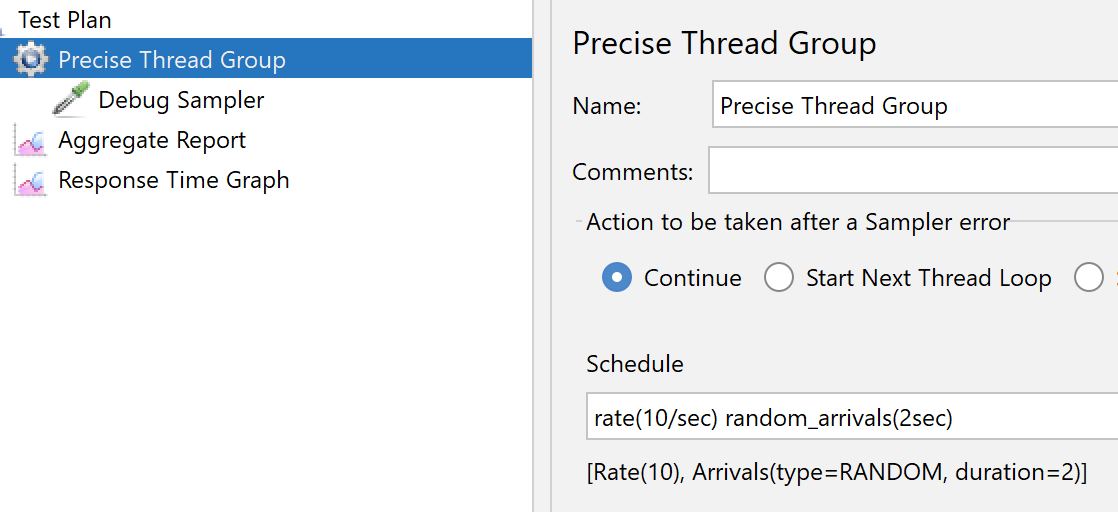 Test Plan
Precise Thread Group
Debug Sampler
Aggregate Report
Response Time Graph
Precise Thread Group
Name:
Precise Thread Group
Comments:
Action to be taken after a Sampler error
Continue
Start Next Thread Loop
Schedule
rate(10/sec) random_arrivals(2sec)
[Rate(10), Arrivals(type=RANDOM, duration=2)]